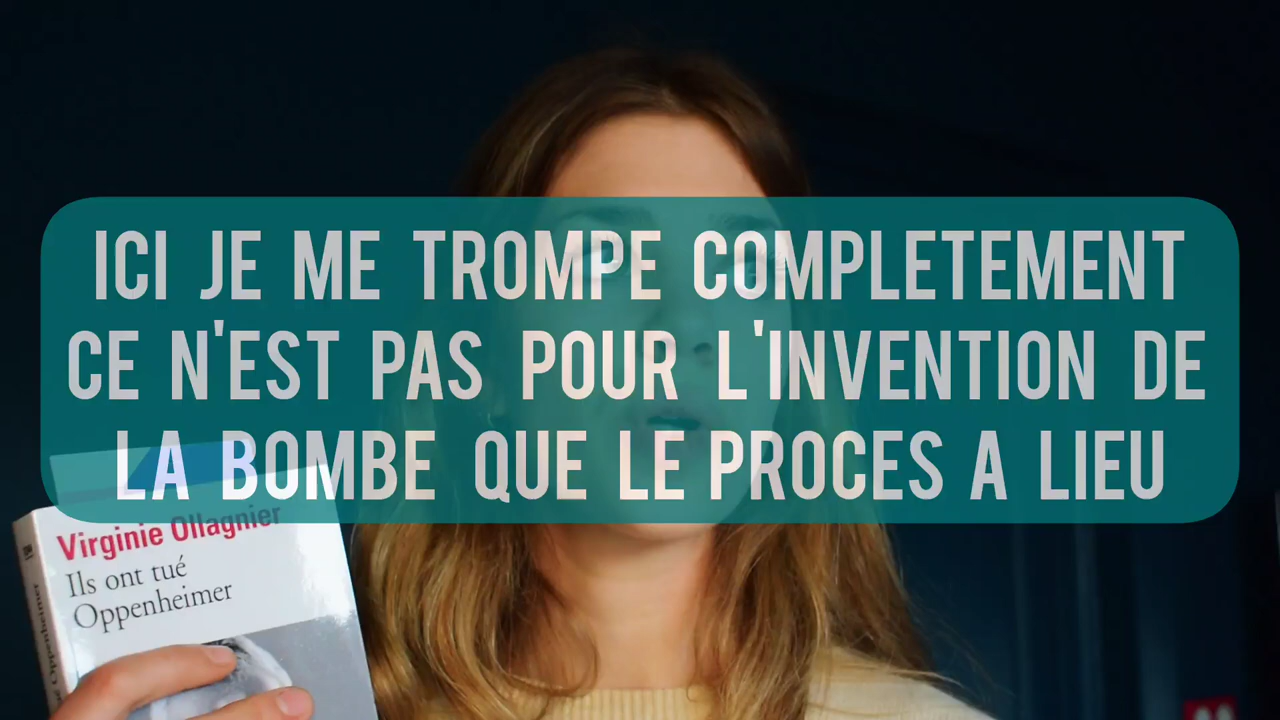 ICI JE ME TROMPE COMPLETEMENT
CE N'EST PAS POUR L'INVENTION DE
LA BOMBE QUE LE PROCES A LIEU
Virginie Ollagnier
Ils ont tué
Oppenheimer